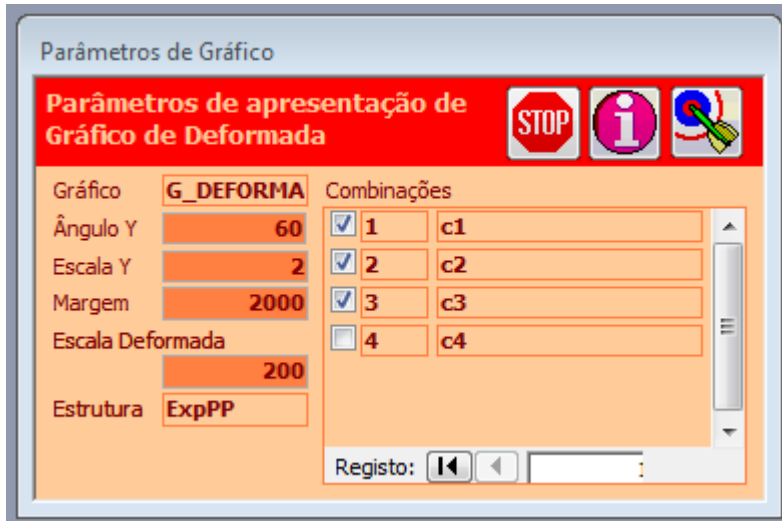 Parâmetros de Gráfico
Parâmetros de apresentação de
Gráfico de Deformada
STOP
i
Gráfico G_DEFORMA
Ângulo Y 60
Escala Y 2
Margem 2000
Escala Deformada
200
Estrutura ExpPP
Combinações
1 c1
2 c2
3 c3
4 c4
Registo: